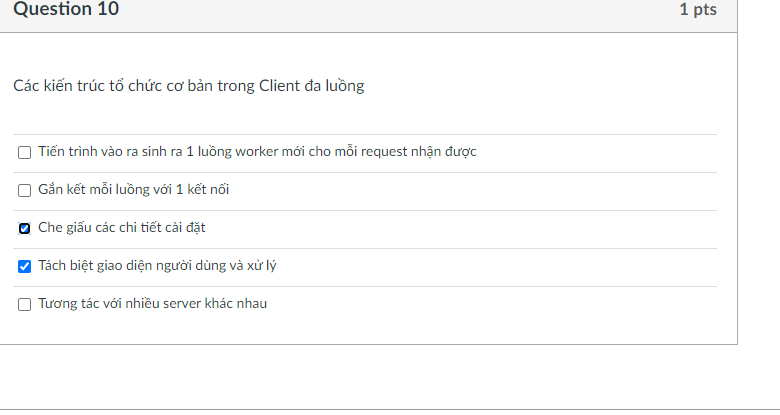 Question 10
1 pts
Các kiến trúc tổ chức cơ bản trong Client đa luồng
Tiến trình vào ra sinh ra 1 luồng worker mới cho mỗi request nhận được
Gắn kết mỗi luồng với 1 kết nối
Che giấu các chi tiết cài đặt
Tách biệt giao diện người dùng và xử lý
Tương tác với nhiều server khác nhau